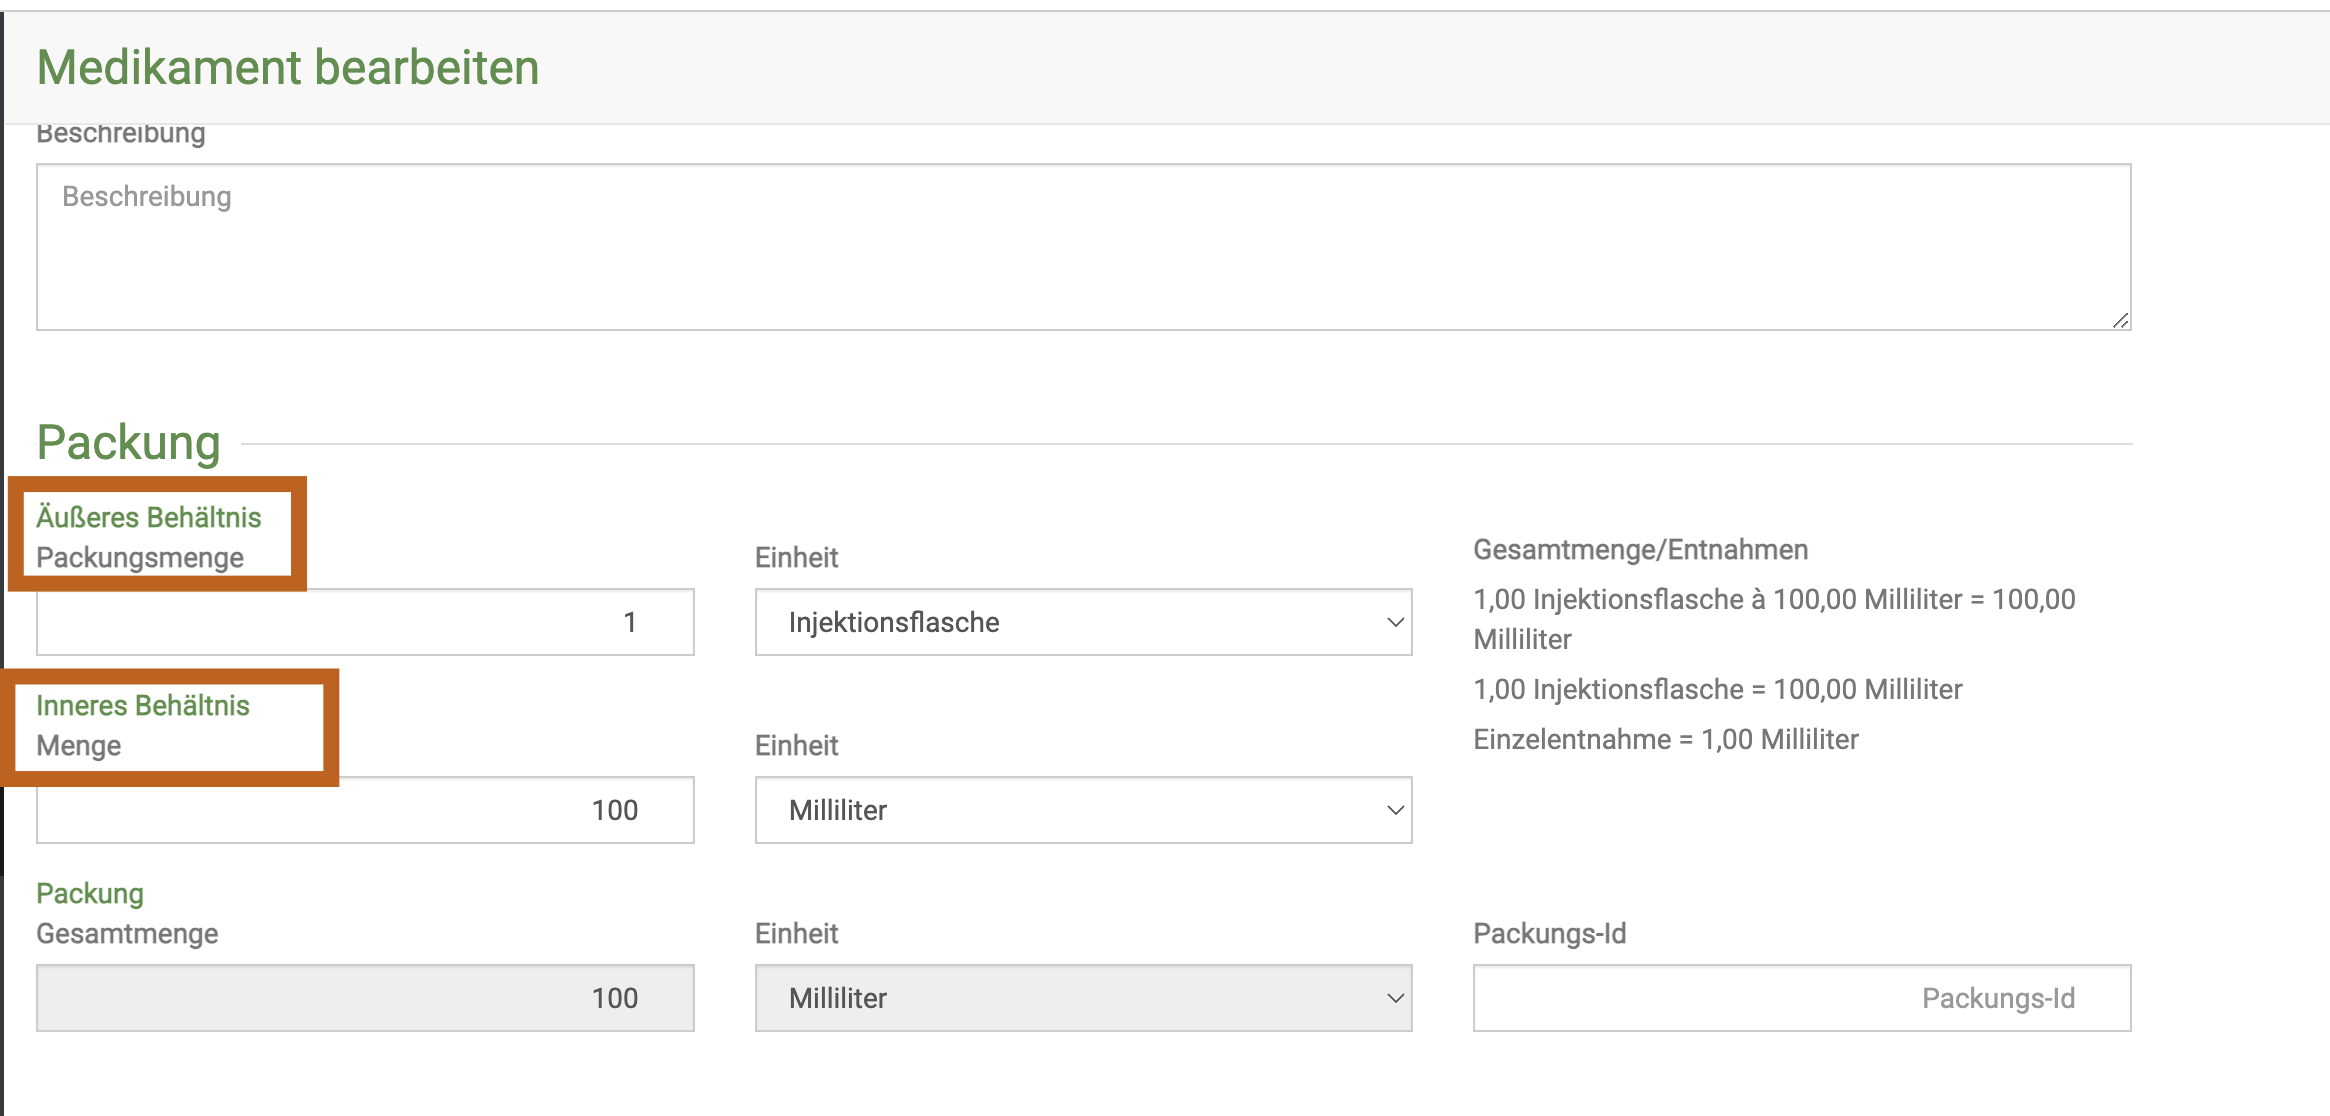 Medikament bearbeiten
Beschreibung
Beschreibung
Packung
Äußeres Behältnis
Packungsmenge
Einheit
Gesamtmenge/Entnahmen
1
Injektionsflasche
1,00 Injektionsflasche à 100,00 Milliliter = 100,00
Milliliter
1,00 Injektionsflasche = 100,00 Milliliter
Einzelentnahme = 1,00 Milliliter
Inneres Behältnis
Menge
Einheit
100
Milliliter
Packung
Gesamtmenge
Einheit
Packungs-Id
100
Milliliter
Packungs-Id